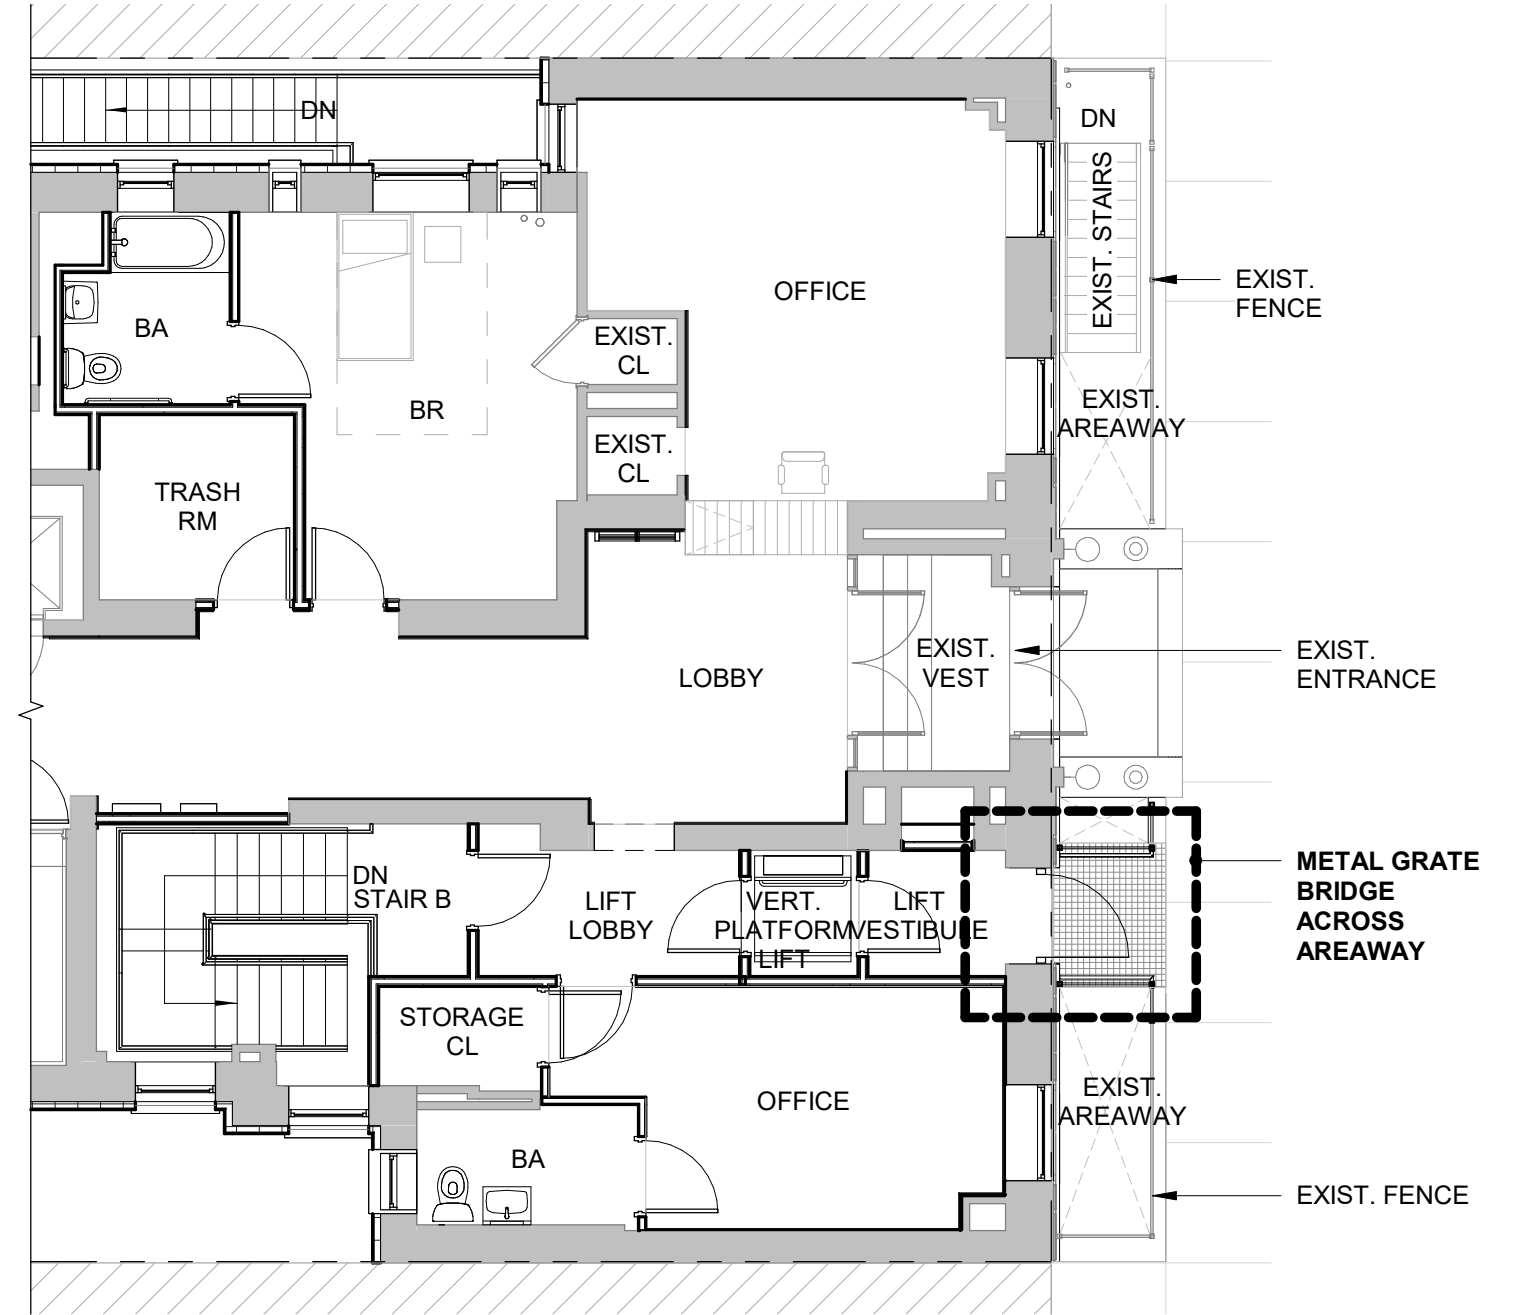 DN
DN
EXIST. STAIRS
EXIST.
FENCE
OFFICE
BA
EXIST.
CL
BR
EXIST.
AREAWAY
EXIST.
CL
TRASH
RM
EXIST.
VEST
EXIST.
ENTRANCE
LOBBY
METAL GRATE
BRIDGE
ACROSS
AREAWAY
DN
STAIR B
LIFT
LOBBY
VERT.
PLATFORM
LIFT
LIFT
VESTIBULE
STORAGE
CL
OFFICE
EXIST.
AREAWAY
BA
EXIST. FENCE